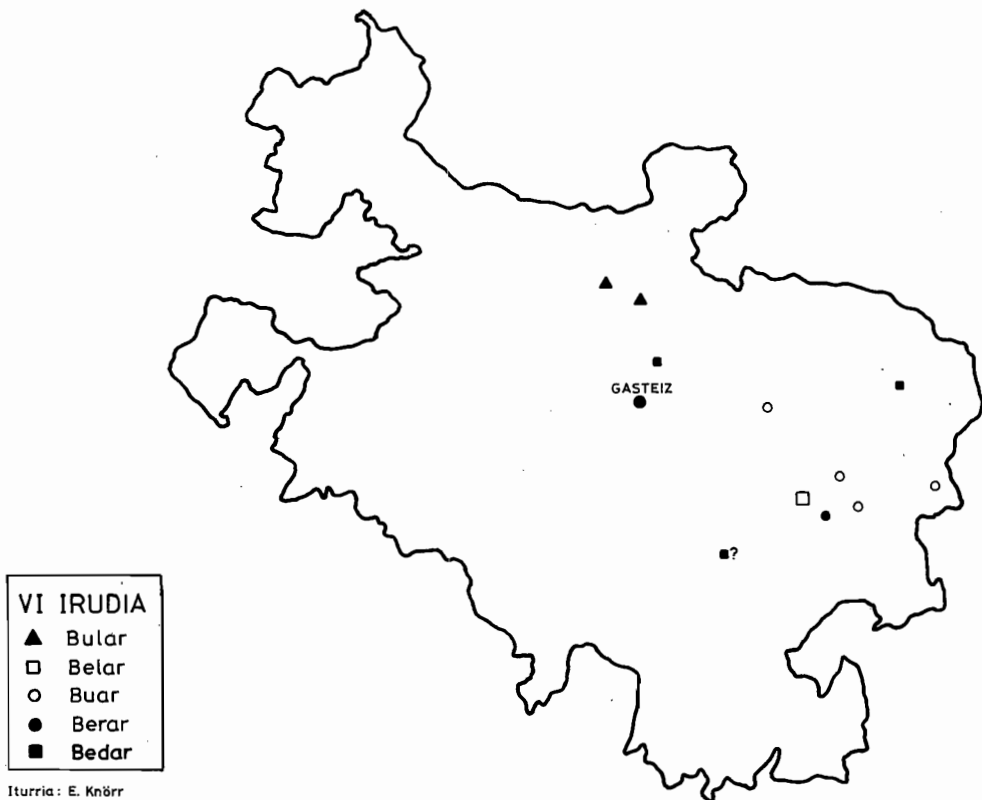 GASTEIZ
?
VI IRUDIA
Bular
Belar
Buar
Berar
Bedar
Iturria: E. Knörr